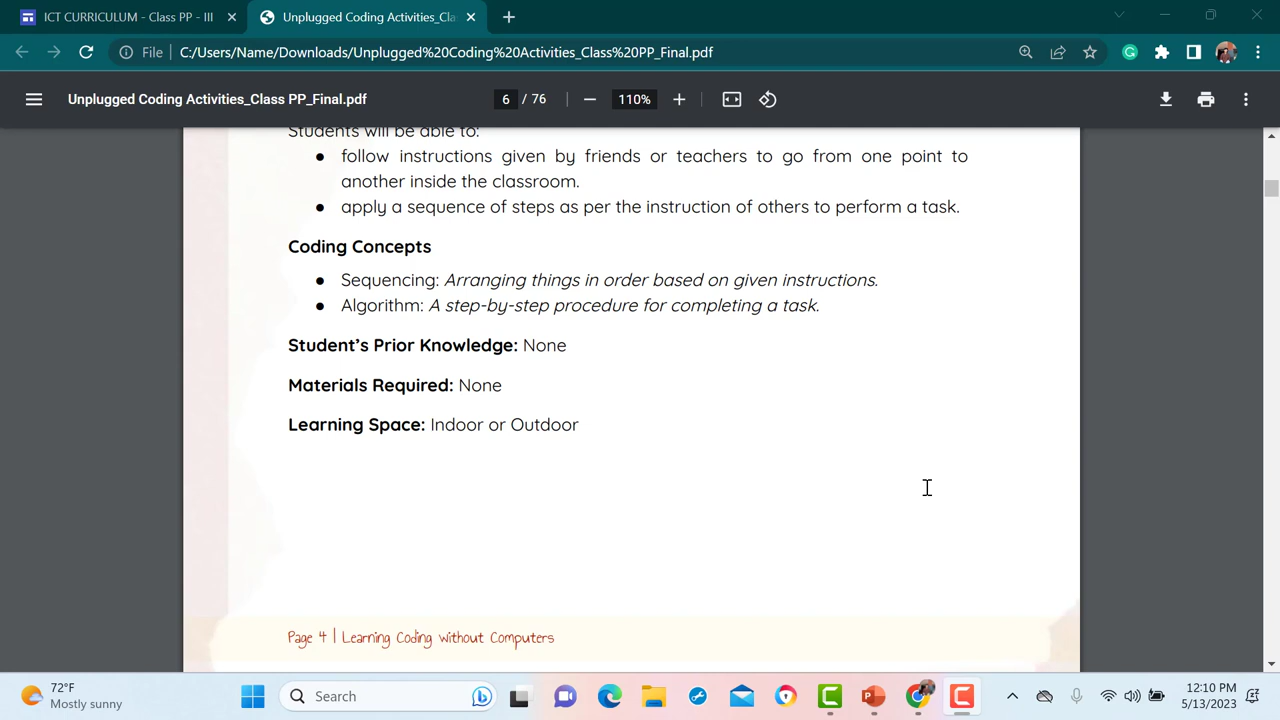 ICT CURRICULUM - Class PP - III
Unplugged Coding Activities_Cla
File
C:/Users/Name/Downloads/Unplugged%20Coding%20Activities_Class%20PP_Final.pdf
Unplugged Coding Activities_Class PP_Final.pdf
6 / 76
110%
Students will be able to:
● follow instructions given by friends or teachers to go from one point to
another inside the classroom.
● apply a sequence of steps as per the instruction of others to perform a task.
Coding Concepts
● Sequencing: Arranging things in order based on given instructions.
● Algorithm: A step-by-step procedure for completing a task.
Student’s Prior Knowledge: None
Materials Required: None
Learning Space: Indoor or Outdoor
Page 4 | Learning Coding without Computers
72°F
Mostly sunny
Search
12:10 PM
5/13/2023